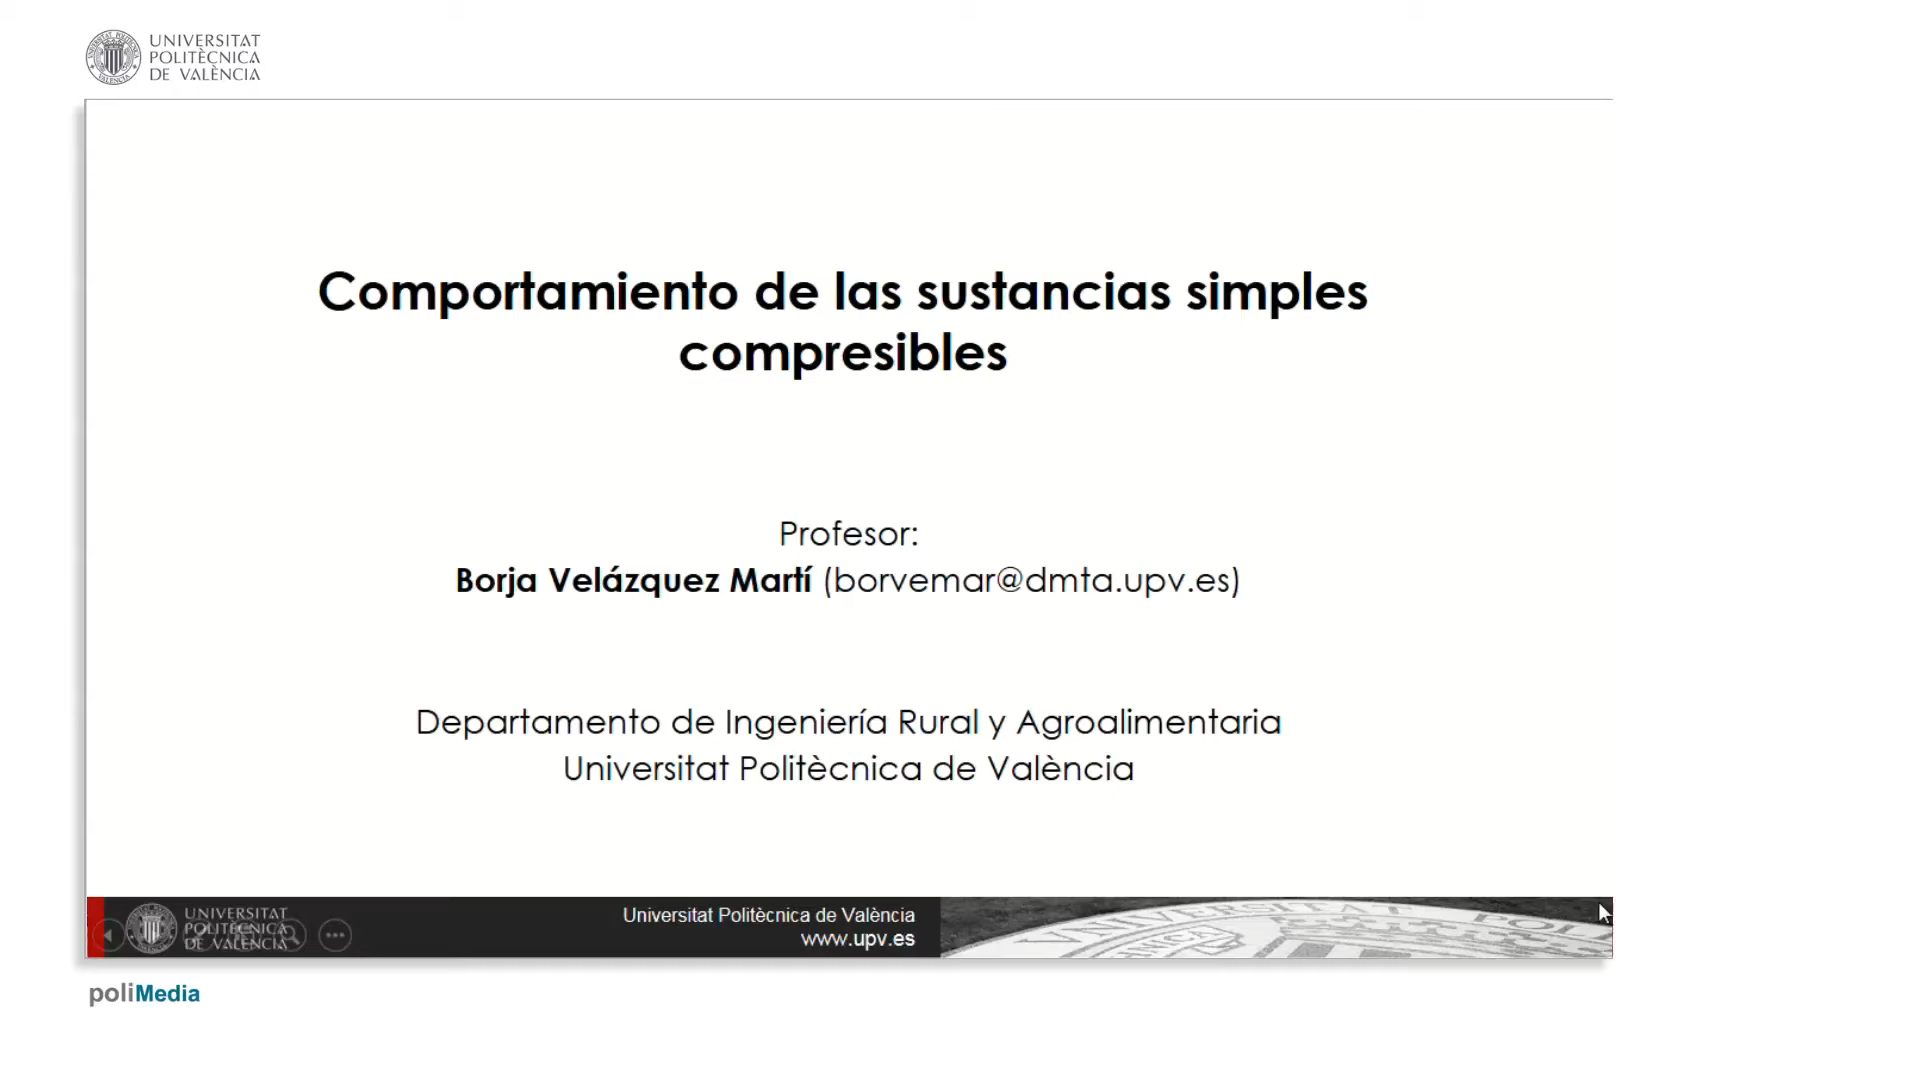 UNIVERSITAT
POLITÈCNICA
DE VALÈNCIA
Comportamiento de las sustancias simples
compresibles
Profesor:
Borja Velázquez Martí (borvemar@dmta.upv.es)
Departamento de Ingeniería Rural y Agroalimentaria
Universitat Politècnica de València
UNIVERSITAT
POLITÈCNICA
DE VALÈNCIA
Universitat Politècnica de València
www.upv.es
poliMedia